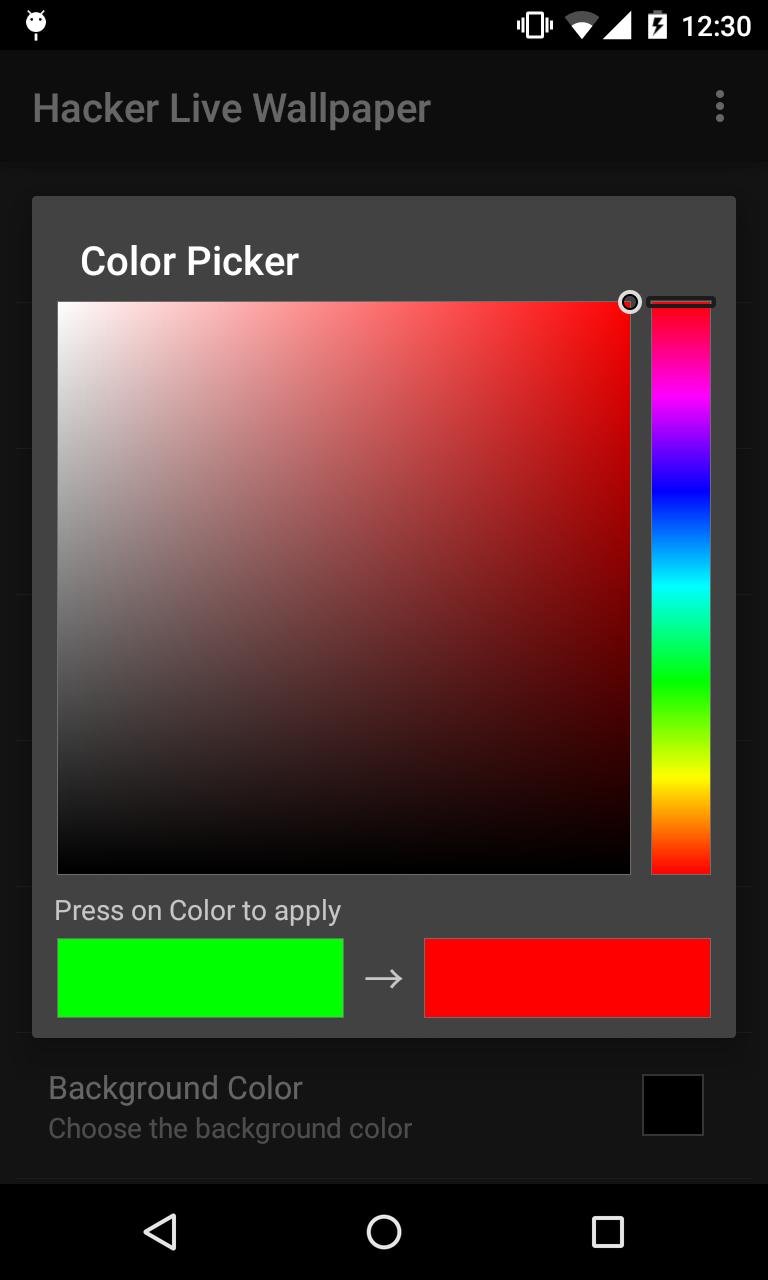 12:30
Hacker Live Wallpaper
Color Picker
Press on Color to apply
Background Color
Choose the background color